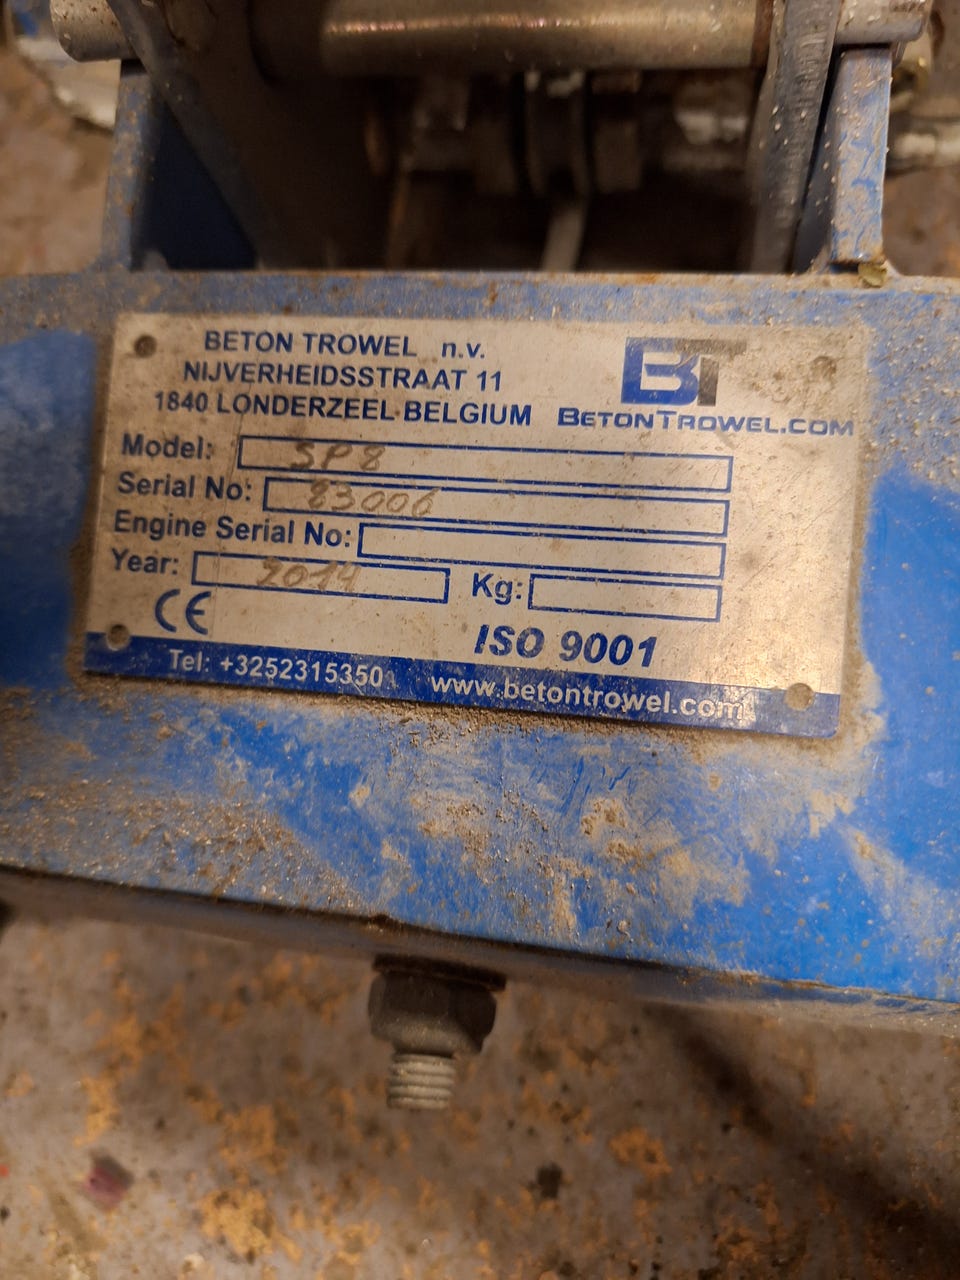 BETON TROWEL n.v.
NIJVERHEIDSSTRAAT 11
1840 LONDERZEEL-BELGIUM
BT
BETONTROWEL.COM
Model: SP8
Serial No: 83006
Engine Serial No:
Year: 2014
Kg:
CE
ISO 9001
Tel: +3252315350
www.betontrowel.com